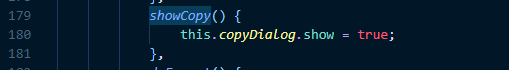 179 showCopy() {
180 this.copyDialog.show = true;
181 },